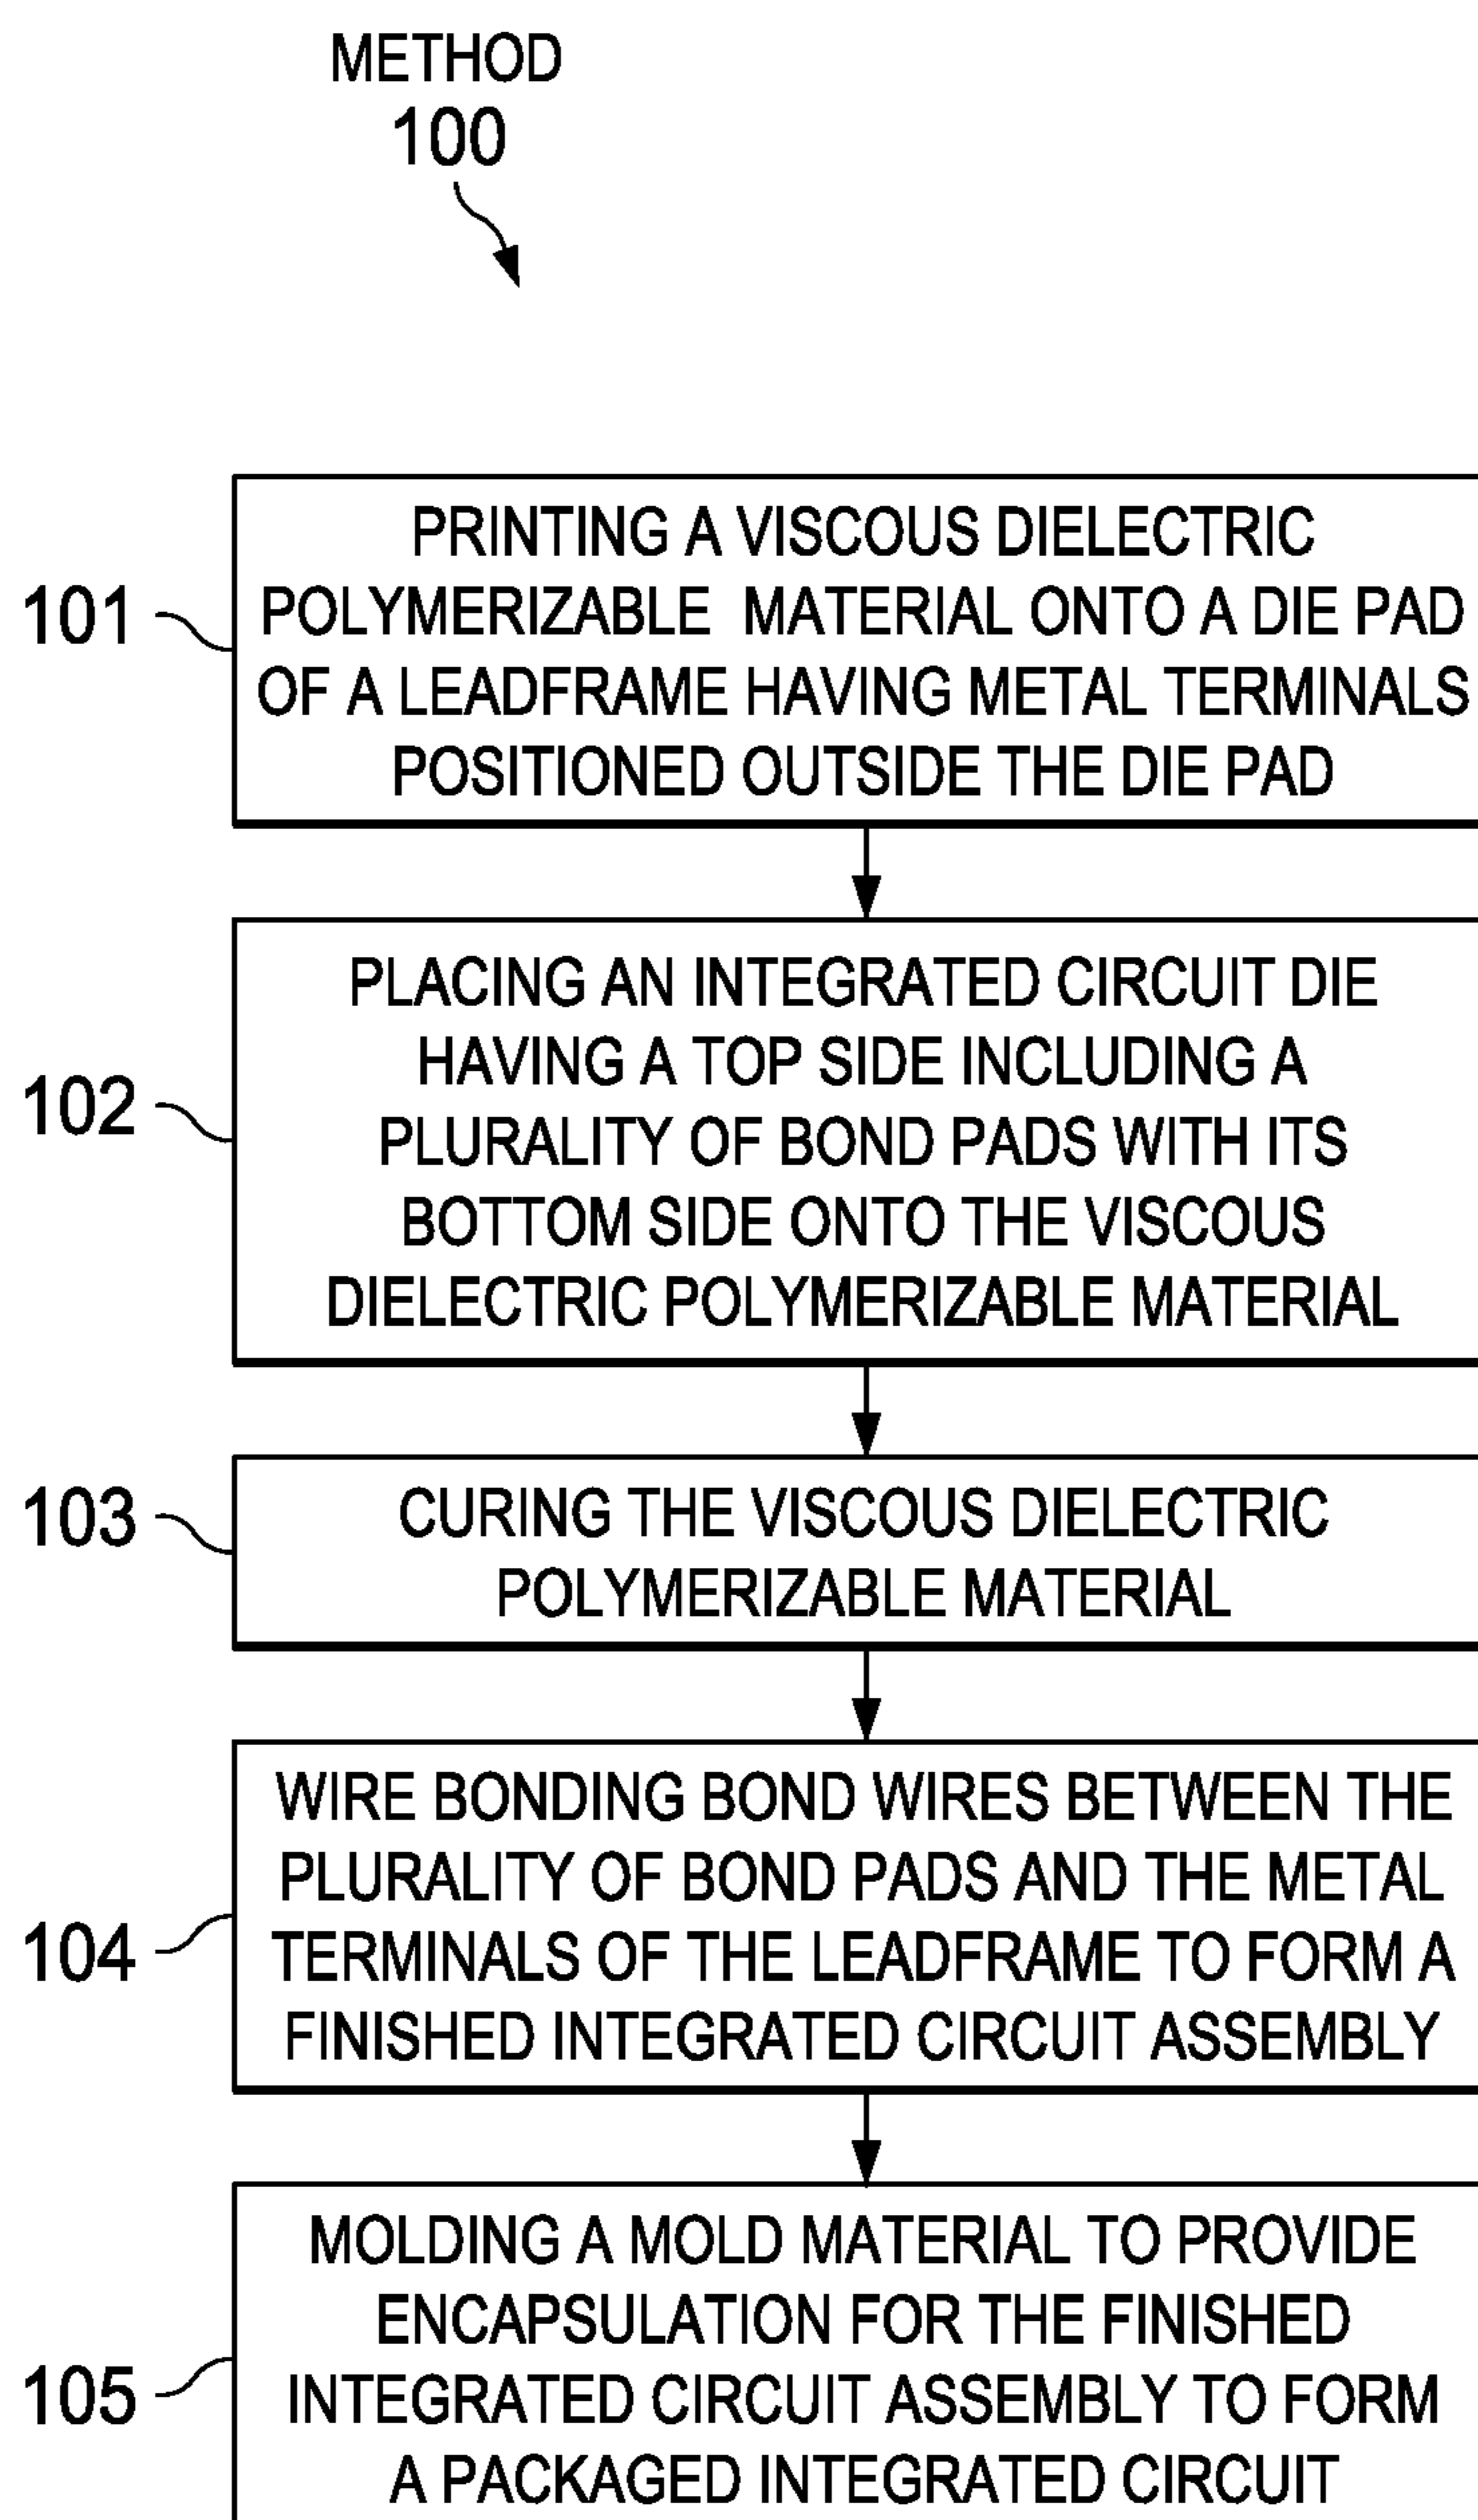 METHOD
100
101
PRINTING A VISCOUS DIELECTRIC
POLYMERIZABLE MATERIAL ONTO A DIE PAD
OF A LEADFRAME HAVING METAL TERMINALS
POSITIONED OUTSIDE THE DIE PAD
102
PLACING AN INTEGRATED CIRCUIT DIE
HAVING A TOP SIDE INCLUDING A
PLURALITY OF BOND PADS WITH ITS
BOTTOM SIDE ONTO THE VISCOUS
DIELECTRIC POLYMERIZABLE MATERIAL
103
CURING THE VISCOUS DIELECTRIC
POLYMERIZABLE MATERIAL
104
WIRE BONDING BOND WIRES BETWEEN THE
PLURALITY OF BOND PADS AND THE METAL
TERMINALS OF THE LEADFRAME TO FORM A
FINISHED INTEGRATED CIRCUIT ASSEMBLY
105
MOLDING A MOLD MATERIAL TO PROVIDE
ENCAPSULATION FOR THE FINISHED
INTEGRATED CIRCUIT ASSEMBLY TO FORM
A PACKAGED INTEGRATED CIRCUIT